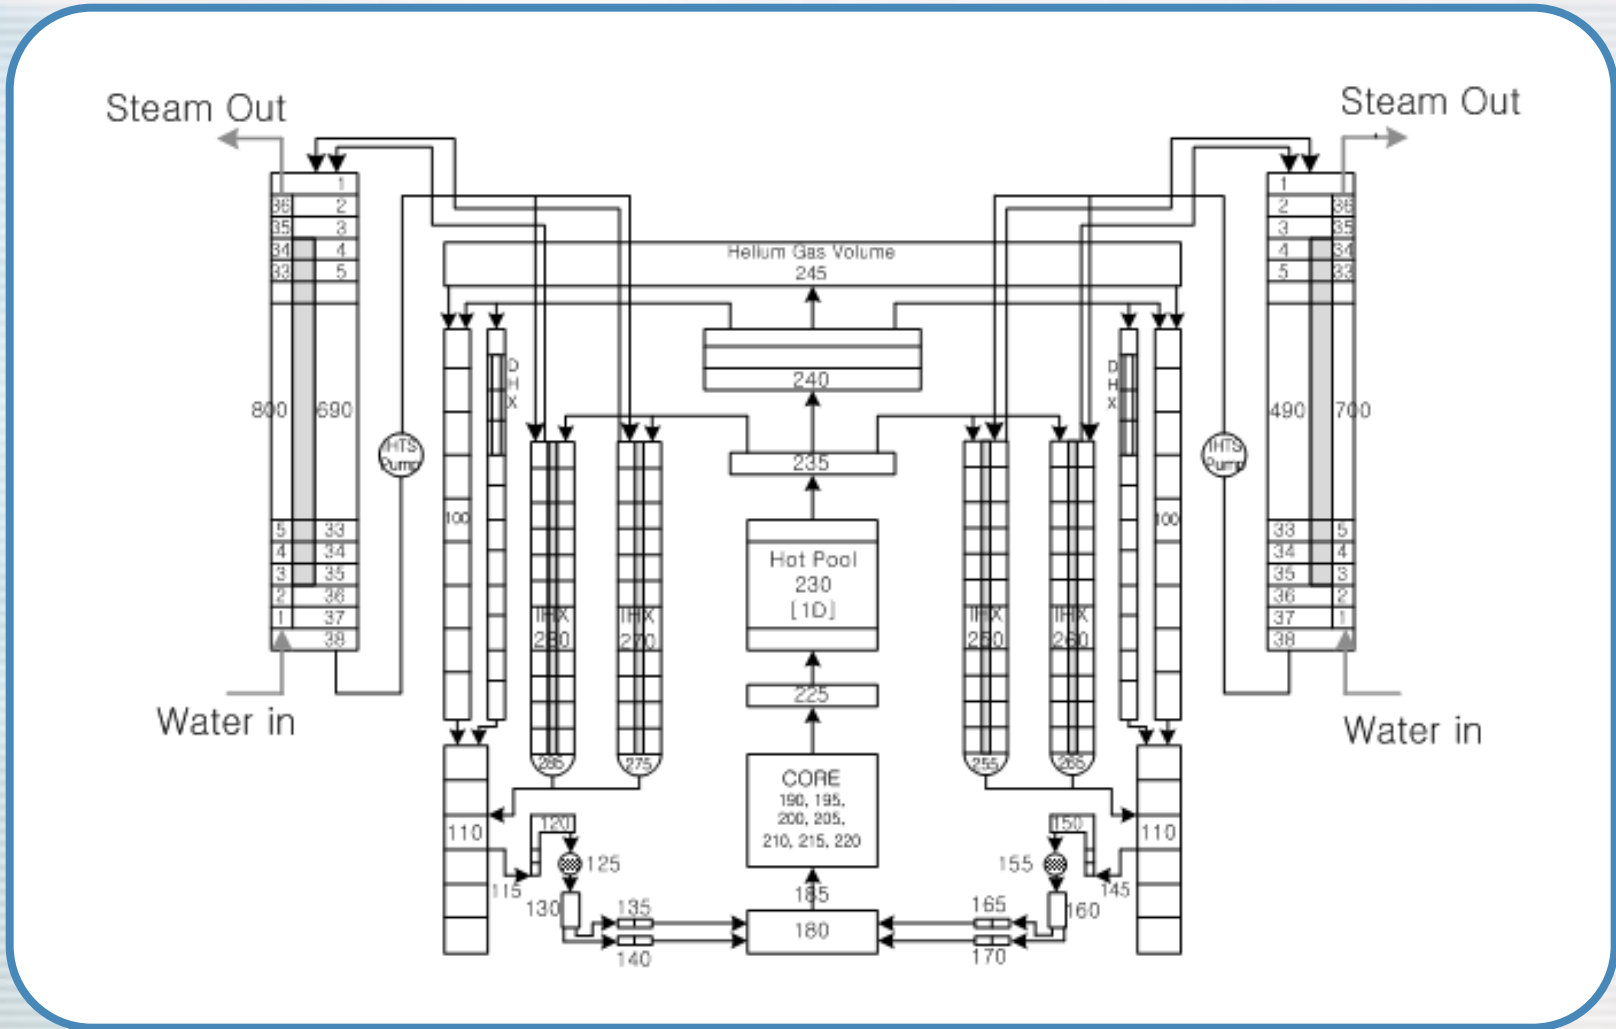 Steam Out
Steam Out
1
36 2
35 3
34 4
33 5
800 690
5 33
4 34
3 35
2 36
1 37
38
Water in
IHTS
Pump
Helium Gas Volume
245
240
235
Hot Pool
230
[1D]
225
CORE
190, 195,
200, 205,
210, 215, 220
185
180
100
D
H
X
IHX
280
IHX
270
285
275
110
115
120
125
130
135
140
IHX
250
IHX
260
255
265
D
H
X
100
110
150
155
145
160
165
170
IHTS
Pump
1
2 36
3 35
4 34
5 33
490 700
33 5
34 4
35 3
36 2
37 1
38
Water in